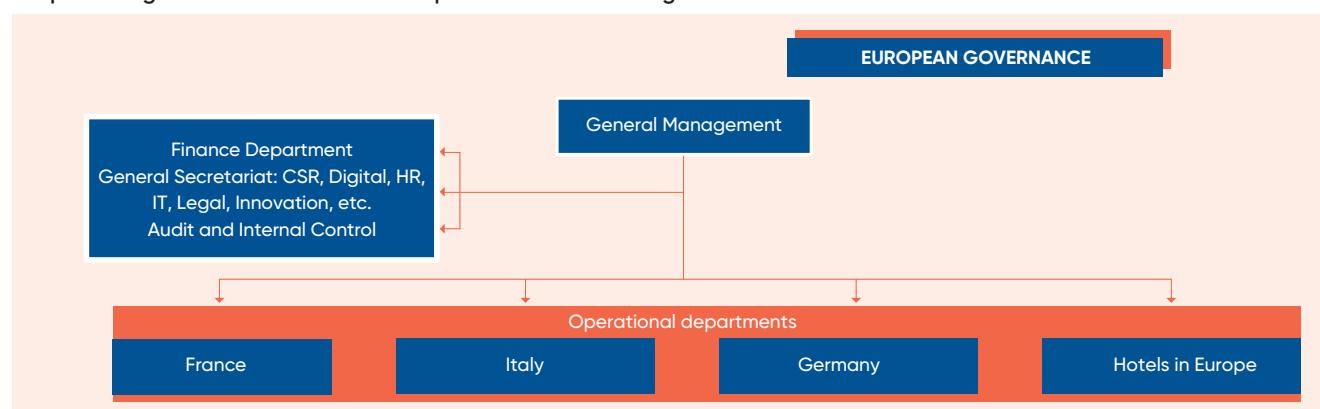 EUROPEAN GOVERNANCE
General Management
Finance Department
General Secretariat: CSR, Digital, HR,
IT, Legal, Innovation, etc.
Audit and Internal Control
Operational departments
France
Italy
Germany
Hotels in Europe